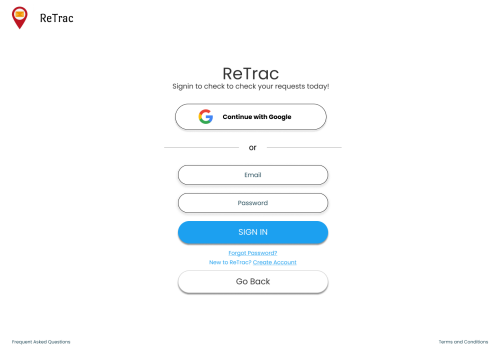 ReTrac
ReTrac
Signin to check to check your requests today!
Continue with Google
or
Email
Password
SIGN IN
Forgot Password?
New to ReTrac? Create Account
Go Back
Frequent Asked Questions
Terms and Conditions